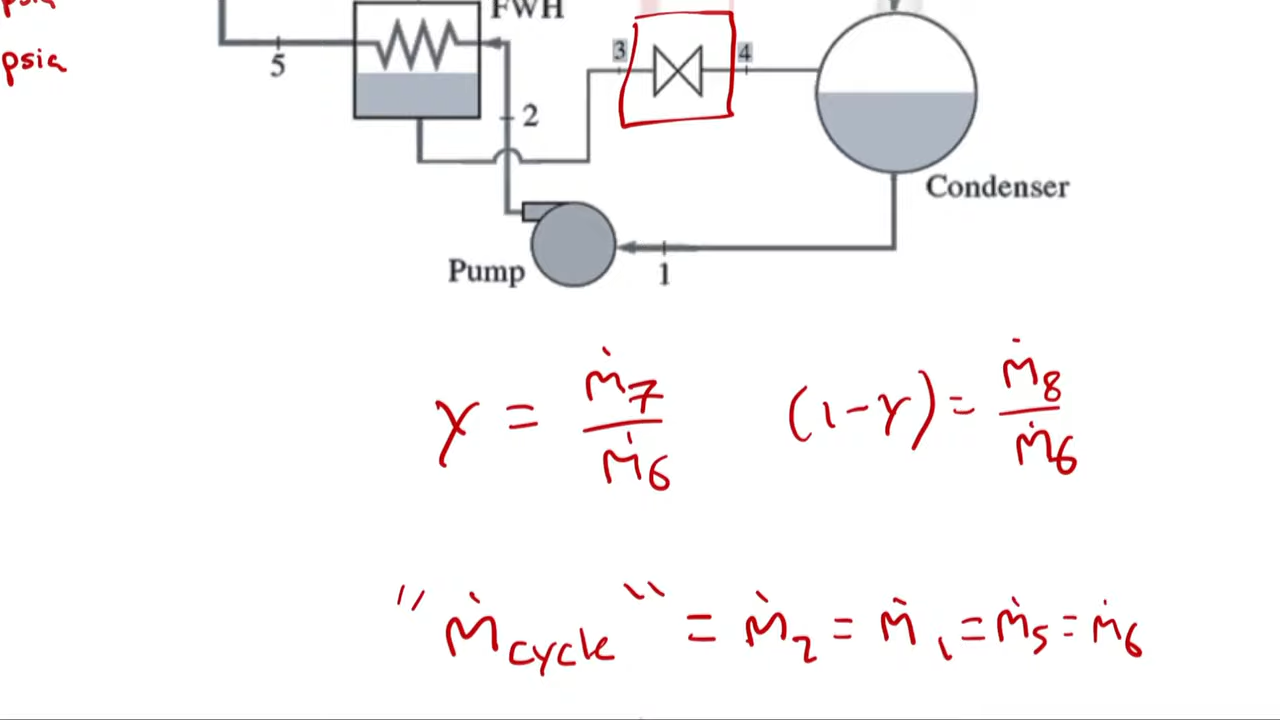 psia
FWH
psia
5
3
4
2
Condenser
Pump
1
y = ṁ7/ṁ6 (1-y) = ṁ8/ṁ6
"ṁcycle" = ṁ2 = ṁ1 = ṁ5 = ṁ6